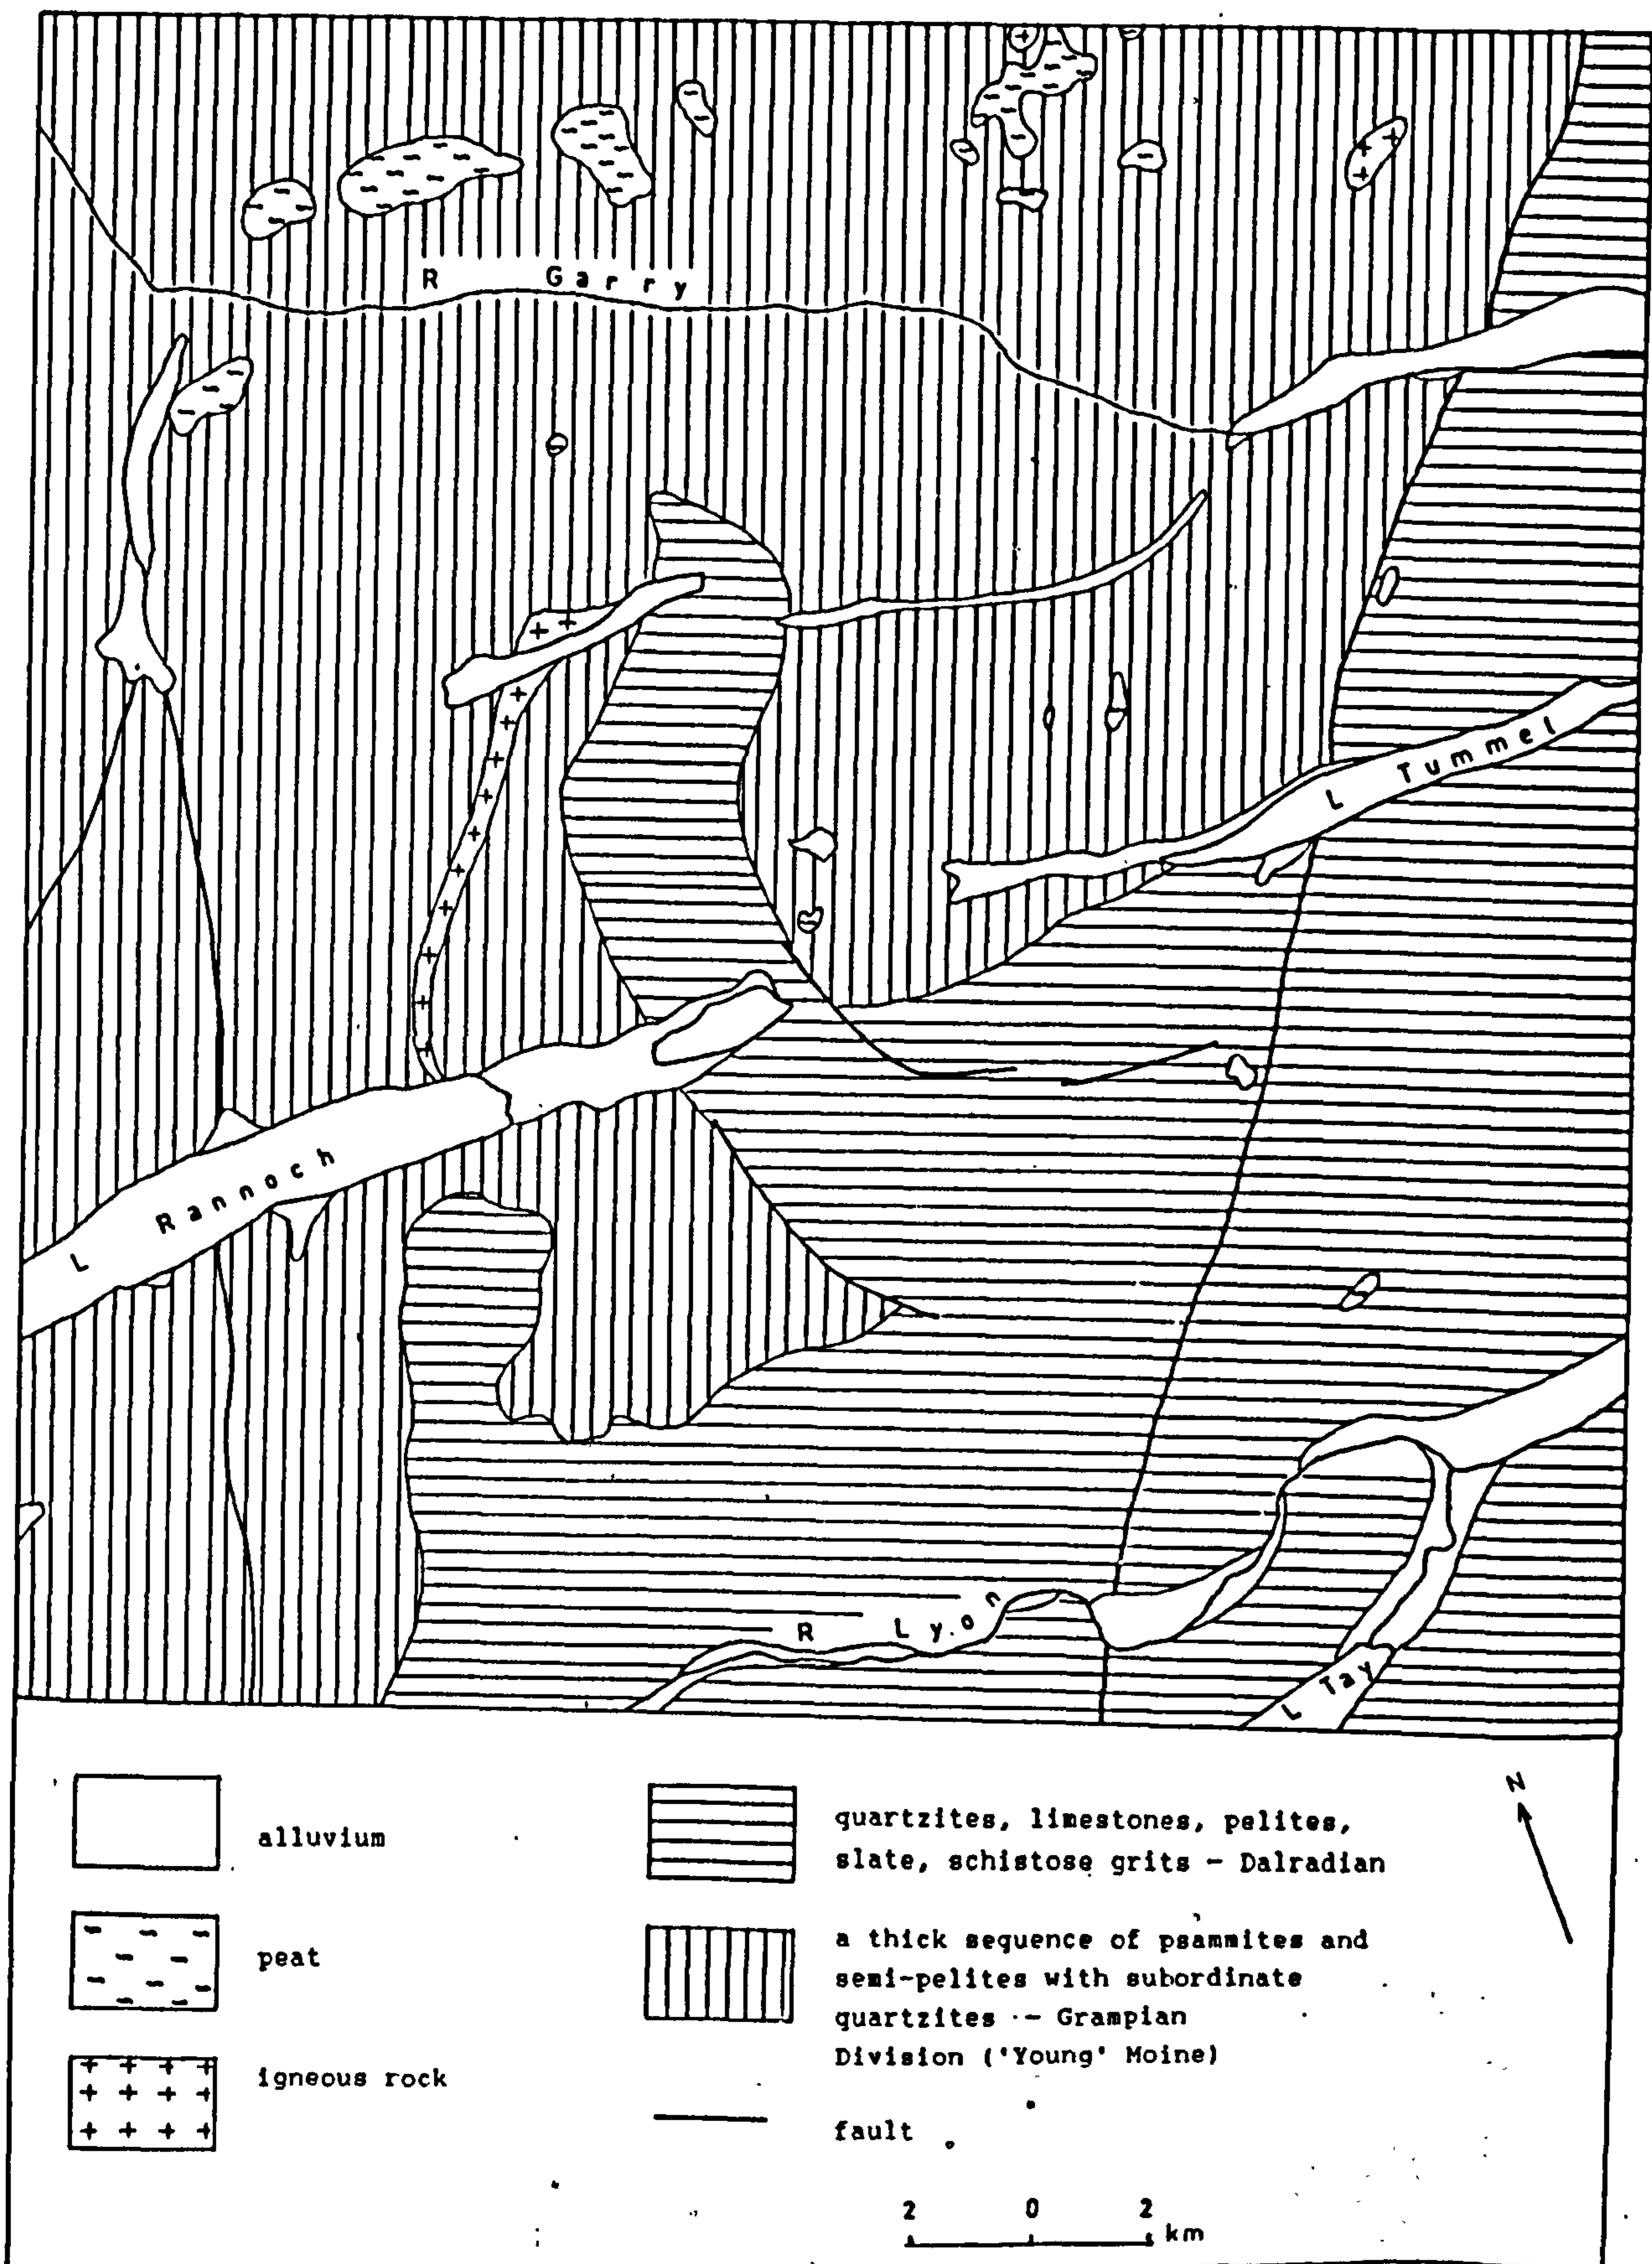 R Garry
L Tummel
L Rannoch
R Lyon
L Tay
alluvium
peat
igneous rock
quartzites, limestones, pelites,
slate, schistose grits - Dalradian
a thick sequence of psammites and
semi-pelites with subordinate
quartzites - Grampian
Division ('Young' Moine)
fault
N
2 0 2
km